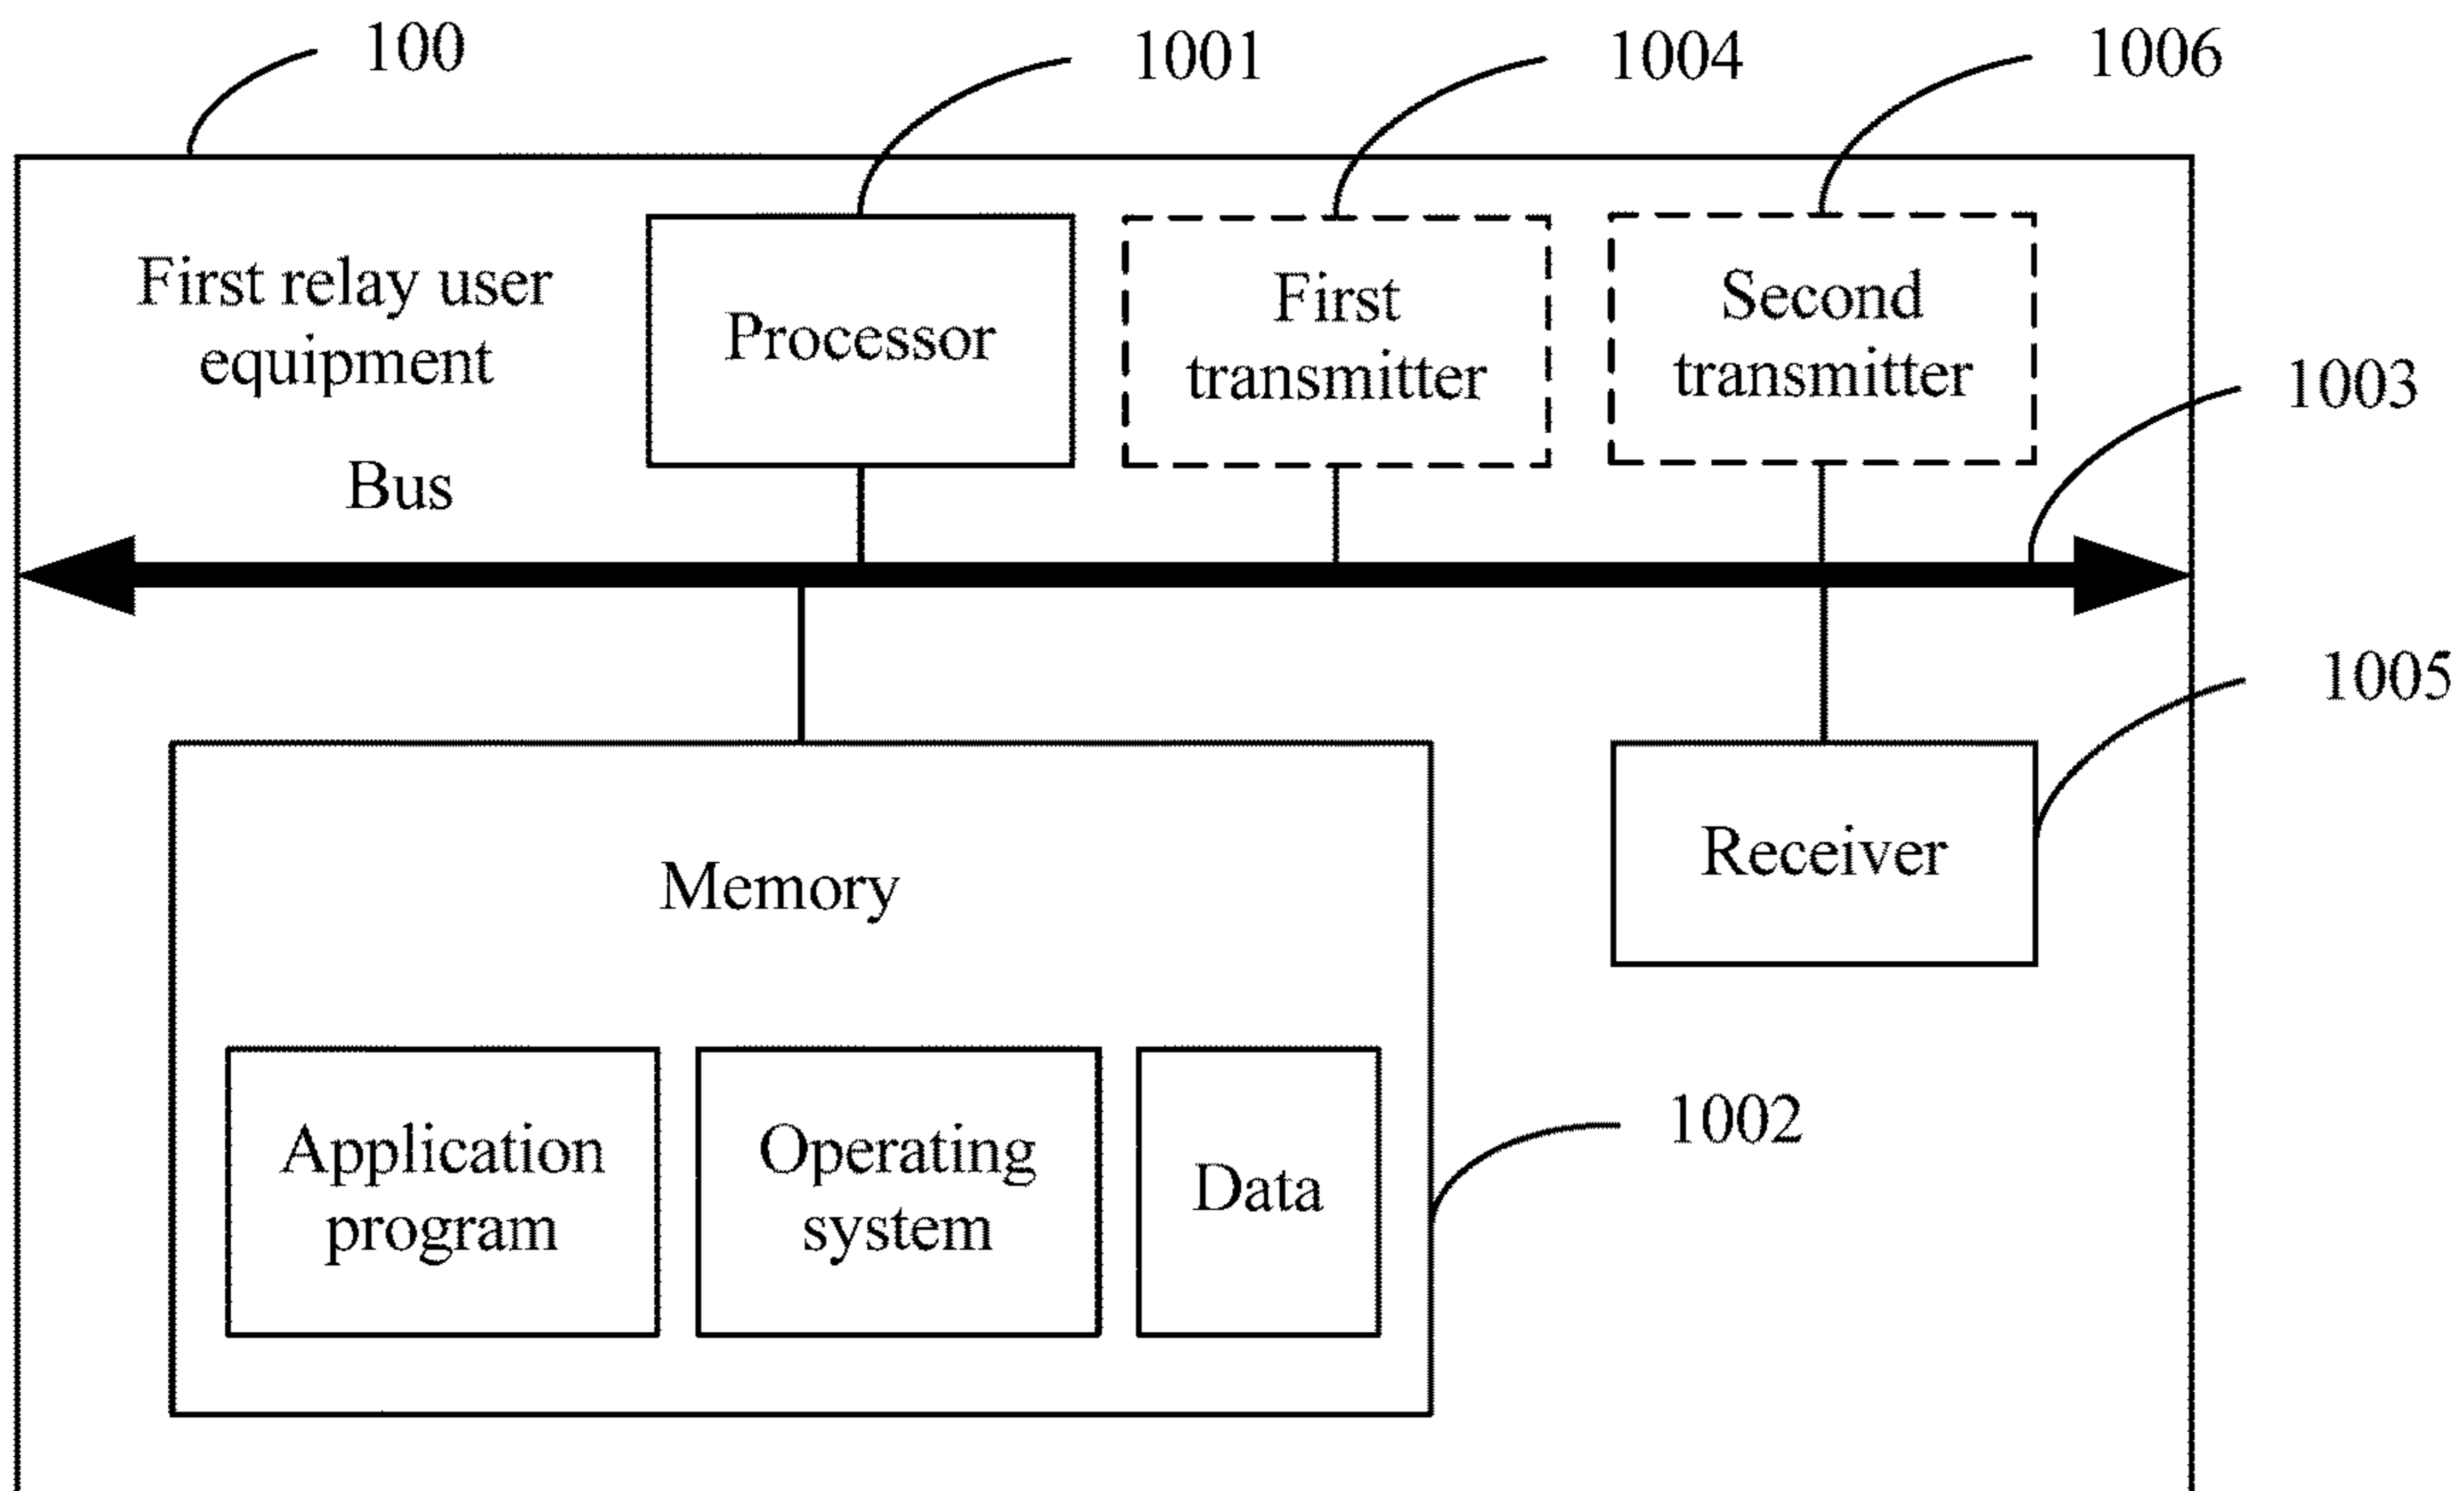 100
1001
1004
1006
First relay user
equipment
Processor
First
transmitter
Second
transmitter
1003
Bus
1005
Receiver
Memory
1002
Application
program
Operating
system
Data